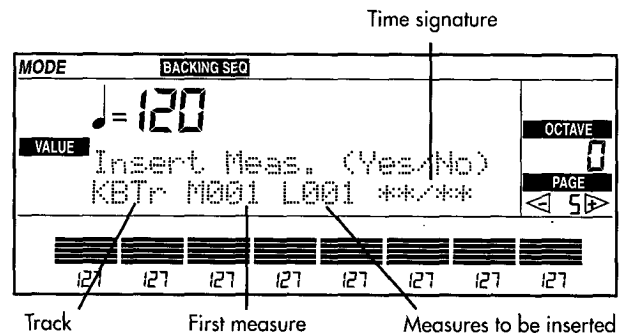 Time signature
MODE BACKING SEQ
♩=120
OCTAVE
VALUE
0
Insert Meas. (Yes/No)
PAGE
KBTr M001 L001 **/**
- 5 +
127 127 127 127 127 127 127 127
Track First measure Measures to be inserted